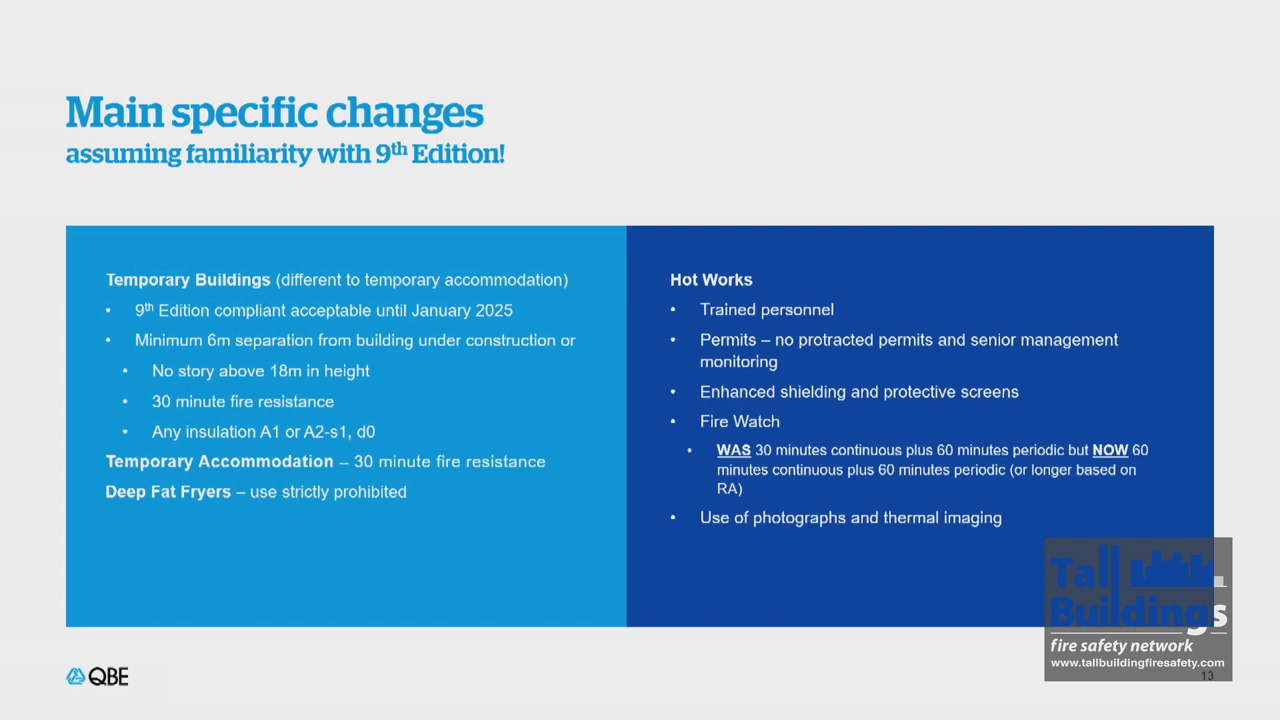 Main specific changes
assuming familiarity with 9th Edition!
Temporary Buildings (different to temporary accommodation)
• 9th Edition compliant acceptable until January 2025
• Minimum 6m separation from building under construction or
• No story above 18m in height
• 30 minute fire resistance
• Any insulation A1 or A2-s1, d0
Temporary Accommodation – 30 minute fire resistance
Deep Fat Fryers – use strictly prohibited
Hot Works
• Trained personnel
• Permits – no protracted permits and senior management
monitoring
• Enhanced shielding and protective screens
• Fire Watch
• WAS 30 minutes continuous plus 60 minutes periodic but NOW 60
minutes continuous plus 60 minutes periodic (or longer based on
RA)
• Use of photographs and thermal imaging
Tall
Buildings
fire safety network
www.tallbuildingfiresafety.com
13
QBE